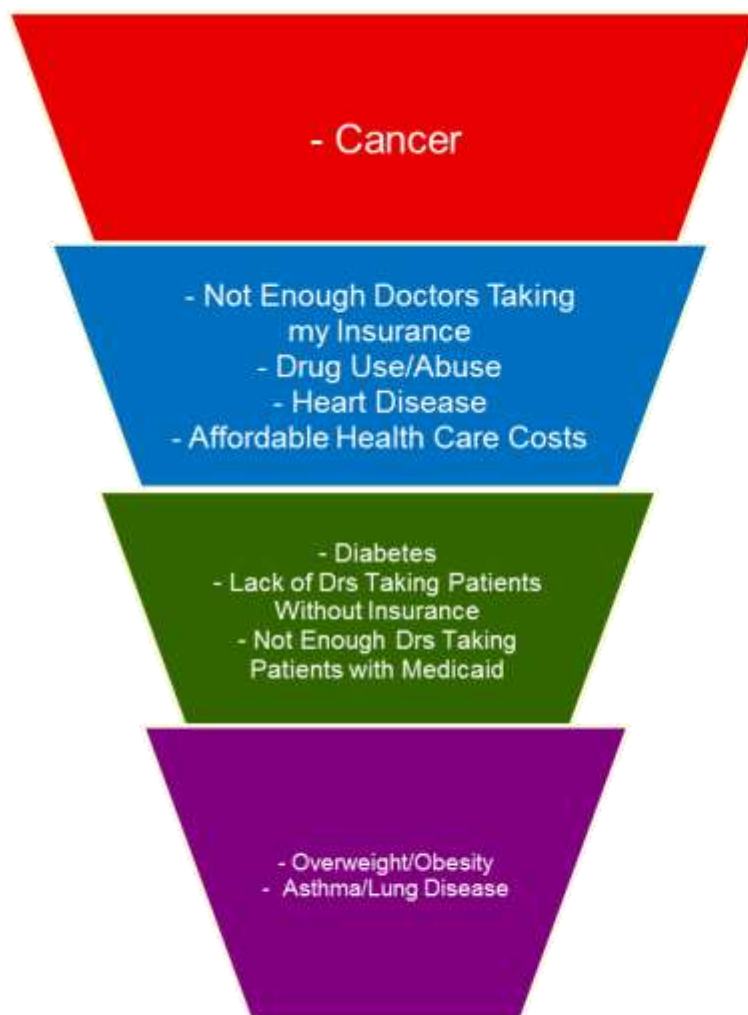 - Cancer
- Not Enough Doctors Taking
my Insurance
- Drug Use/Abuse
- Heart Disease
- Affordable Health Care Costs
- Diabetes
- Lack of Drs Taking Patients
Without Insurance
- Not Enough Drs Taking
Patients with Medicaid
- Overweight/Obesity
- Asthma/Lung Disease